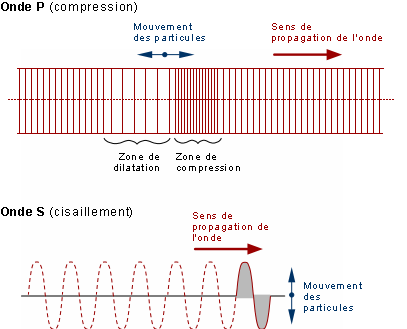 Onde P (compression)
Mouvement
des particules
Sens de
propagation de l'onde
Zone de
dilatation
Zone de
compression
Onde S (cisaillement)
Sens de
propagation de
l'onde
Mouvement
des
particules